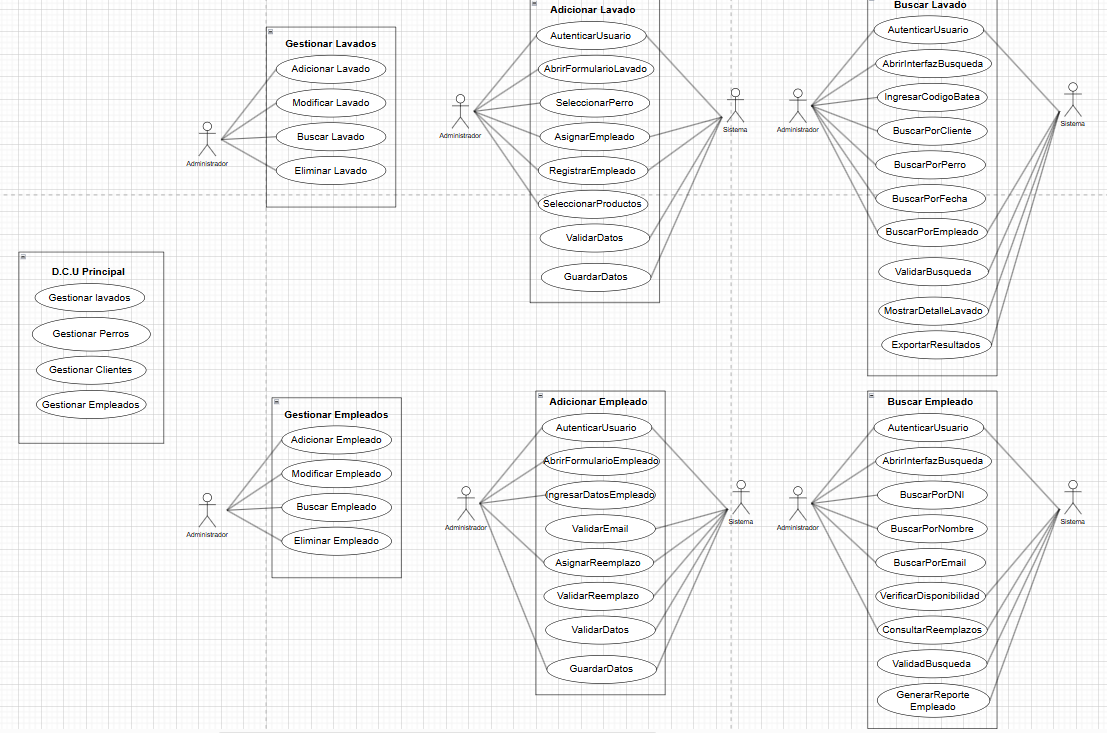 Gestionar Lavados
Adicionar Lavado
Modificar Lavado
Buscar Lavado
Eliminar Lavado
Administrador
Adicionar Lavado
AutenticarUsuario
AbrirFormularioLavado
SeleccionarPerro
AsignarEmpleado
RegistrarEmpleado
SeleccionarProductos
ValidarDatos
GuardarDatos
Administrador
Sistema
Buscar Lavado
AutenticarUsuario
AbrirInterfazBusqueda
IngresarCodigoBatea
BuscarPorCliente
BuscarPorPerro
BuscarPorFecha
BuscarPorEmpleado
ValidarBusqueda
MostrarDetalleLavado
ExportarResultados
Administrador
Sistema
D.C.U Principal
Gestionar lavados
Gestionar Perros
Gestionar Clientes
Gestionar Empleados
Gestionar Empleados
Adicionar Empleado
Modificar Empleado
Buscar Empleado
Eliminar Empleado
Administrador
Adicionar Empleado
AutenticarUsuario
AbrirFormularioEmpleado
IngresarDatosEmpleado
ValidarEmail
AsignarReemplazo
ValidarReemplazo
ValidarDatos
GuardarDatos
Administrador
Sistema
Buscar Empleado
AutenticarUsuario
AbrirInterfazBusqueda
BuscarPorDNI
BuscarPorNombre
BuscarPorEmail
VerificarDisponibilidad
ConsultarReemplazos
ValidadBusqueda
GenerarReporte
Empleado
Administrador
Sistema